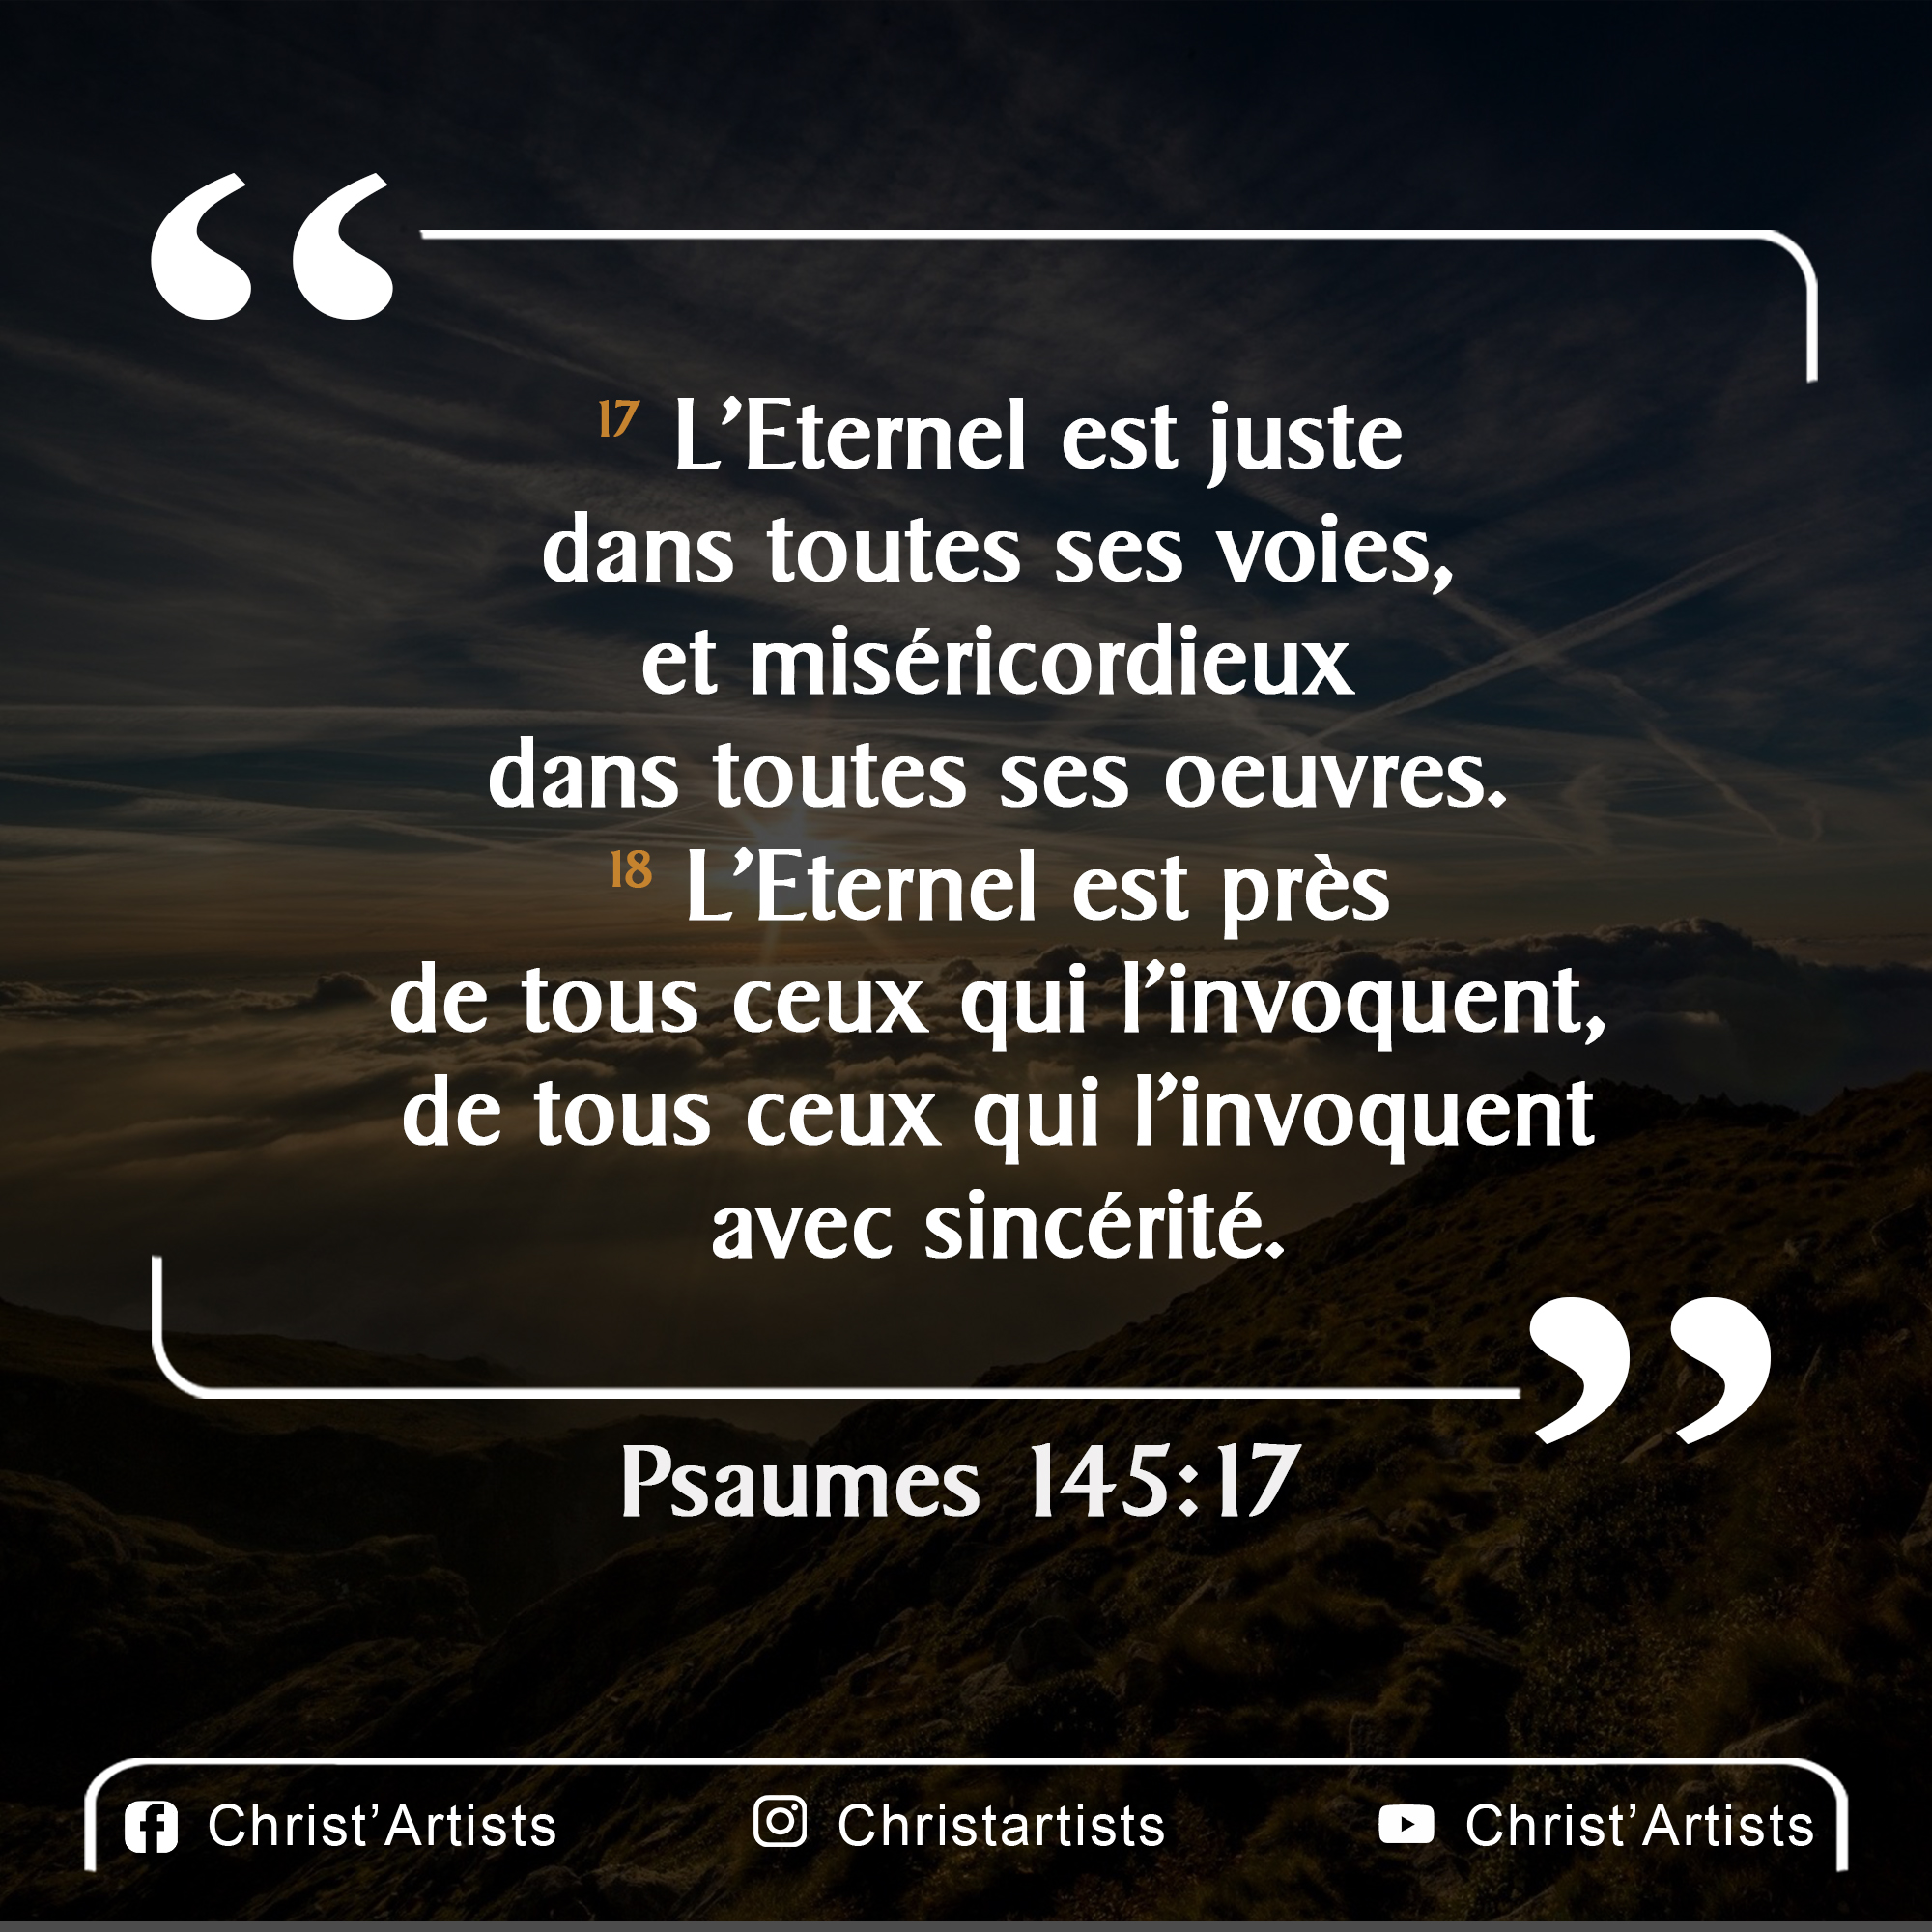 “
17 L’Eternel est juste
dans toutes ses voies,
et miséricordieux
dans toutes ses oeuvres.
18 L’Eternel est près
de tous ceux qui l’invoquent,
de tous ceux qui l’invoquent
avec sincérité.
”
Psaumes 145:17
Christ’Artists Christartists Christ’Artists